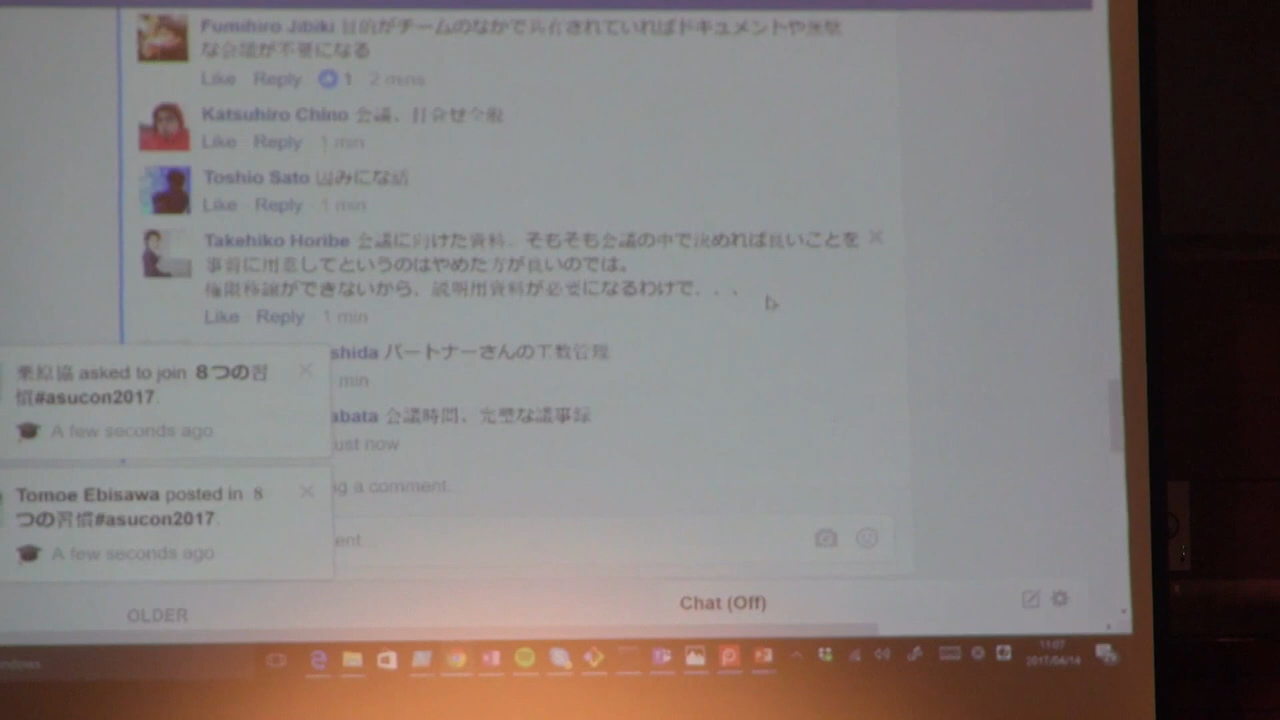 Fumihiro Jibiki 目的がチームのなかで共有されていればドキュメントや無駄
な会議が不要になる
Like Reply 1 2 mins
Katsuhiro Chino 会議、打合せ全般
Like Reply 1 min
Toshio Sato
Like Reply 1 min
Takehiko Horibe 会議に向けた資料。そもそも会議の中で決めれば良いことを
事前に用意してというのはやめた方が良いのでは。
権限移譲ができないから、説明用資料が必要になるわけで、、、
Like Reply 1 min
shida パートナーさんの工数管理
min
abata 会議時間、完璧な議事録
ust now
g a comment.
ent...
栗原 asked to join 8つの習
慣#asucon2017.
A few seconds ago
Tomoe Ebisawa posted in 8
つの習慣#asucon2017.
A few seconds ago
OLDER
Chat (Off)
ndows
11:07
2017/04/14